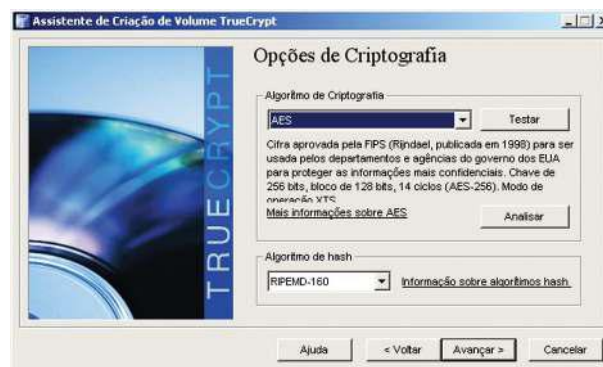 Assistente de Criação de Volume TrueCrypt
TRUECRYPT
Opções de Criptografia
Algoritmo de Criptografia
AES
Testar
Cifra aprovada pela FIPS (Rijndael, publicada em 1998) para ser
usada pelos departamentos e agências do governo dos EUA
para proteger as informações mais confidenciais. Chave de
256 bits, bloco de 128 bits, 14 ciclos (AES-256). Modo de
operação XTS
Mais informações sobre AES
Analisar
Algoritmo de hash
RIPEMD-160
Informação sobre algoritmos hash
Ajuda
< Voltar
Avançar >
Cancelar